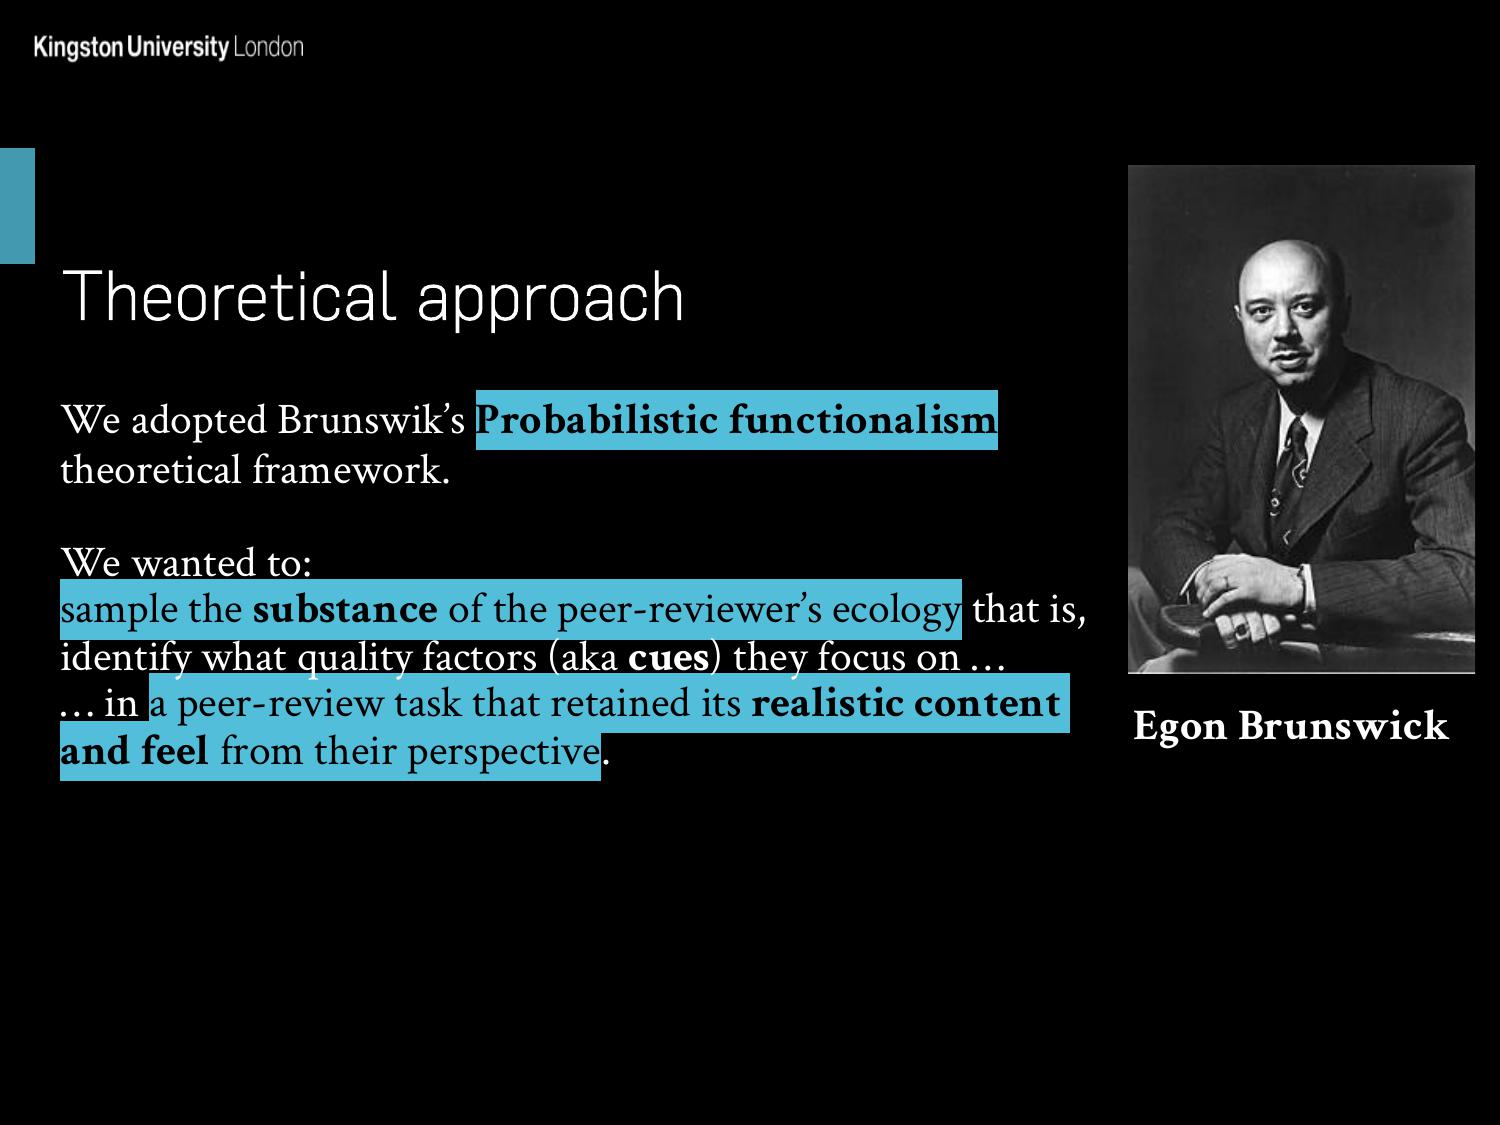 Kingston University London
Theoretical approach
We adopted Brunswik’s Probabilistic functionalism
theoretical framework.
We wanted to:
sample the substance of the peer-reviewer’s ecology that is,
identify what quality factors (aka cues) they focus on …
… in a peer-review task that retained its realistic content
and feel from their perspective.
Egon Brunswick